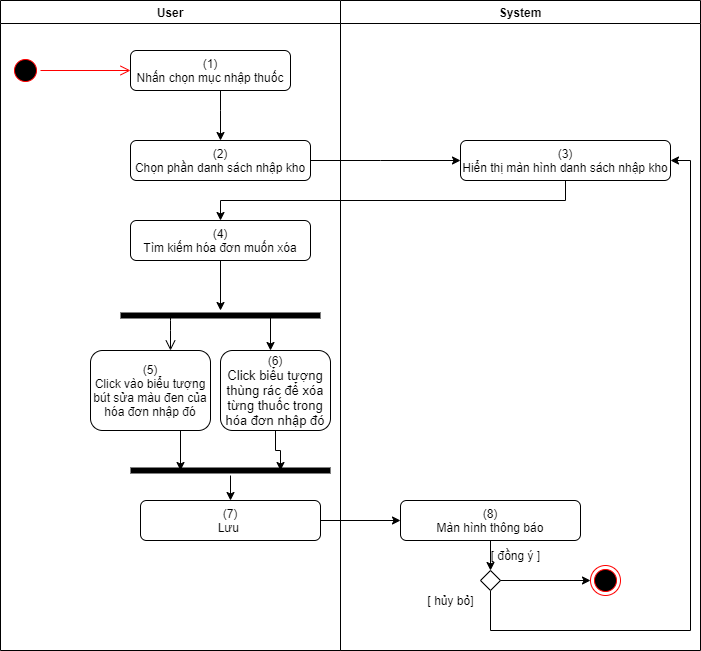 User
System
(1)
Nhấn chọn mục nhập thuốc
(2)
Chọn phần danh sách nhập kho
(3)
Hiển thị màn hình danh sách nhập kho
(4)
Tìm kiếm hóa đơn muốn xóa
(5)
Click vào biểu tượng
bút sửa màu đen của
hóa đơn nhập đó
(6)
Click biểu tượng
thùng rác để xóa
từng thuốc trong
hóa đơn nhập đó
(7)
Lưu
(8)
Màn hình thông báo
[ đồng ý ]
[ hủy bỏ]